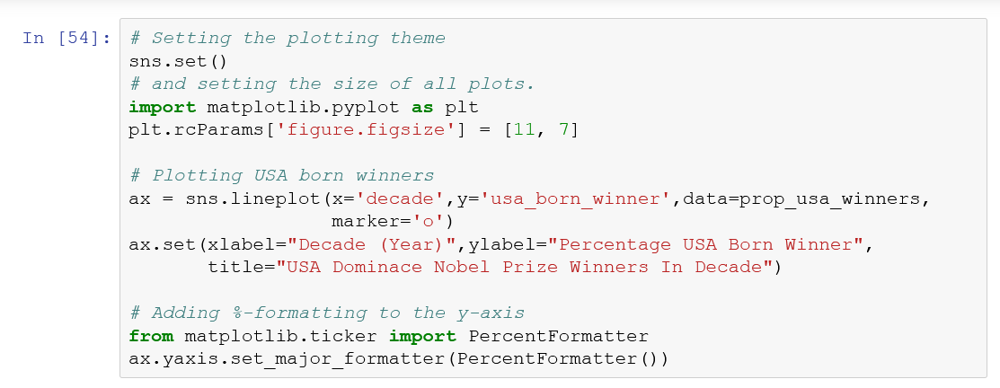 In [54]: # Setting the plotting theme
sns.set()
# and setting the size of all plots.
import matplotlib.pyplot as plt
plt.rcParams['figure.figsize'] = [11, 7]

# Plotting USA born winners
ax = sns.lineplot(x='decade',y='usa_born_winner',data=prop_usa_winners,
                  marker='o')
ax.set(xlabel="Decade (Year)",ylabel="Percentage USA Born Winner",
       title="USA Dominace Nobel Prize Winners In Decade")

# Adding %-formatting to the y-axis
from matplotlib.ticker import PercentFormatter
ax.yaxis.set_major_formatter(PercentFormatter())